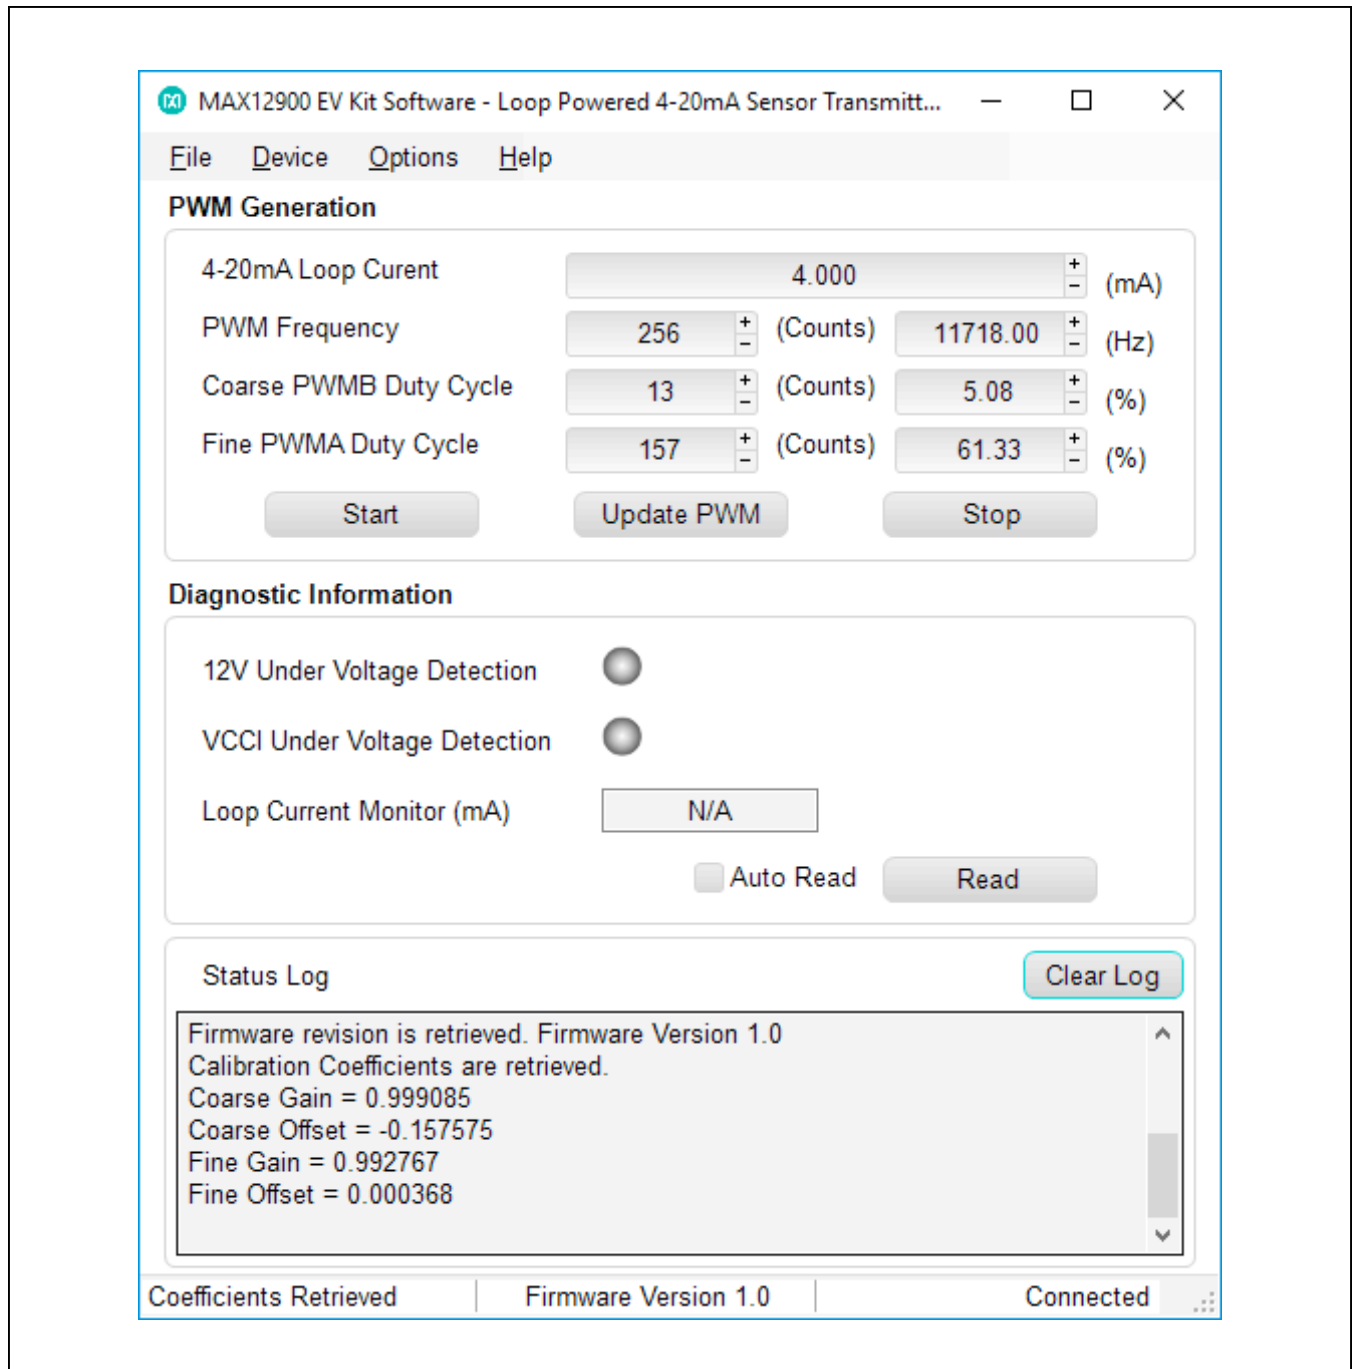 MAX12900 EV Kit Software - Loop Powered 4-20mA Sensor Transmitt...
File Device Options Help
PWM Generation
4-20mA Loop Curent 4.000 (mA)
PWM Frequency 256 (Counts) 11718.00 (Hz)
Coarse PWMB Duty Cycle 13 (Counts) 5.08 (%)
Fine PWMA Duty Cycle 157 (Counts) 61.33 (%)
Start Update PWM Stop
Diagnostic Information
12V Under Voltage Detection
VCCI Under Voltage Detection
Loop Current Monitor (mA) N/A
Auto Read Read
Status Log Clear Log
Firmware revision is retrieved. Firmware Version 1.0
Calibration Coefficients are retrieved.
Coarse Gain = 0.999085
Coarse Offset = -0.157575
Fine Gain = 0.992767
Fine Offset = 0.000368
Coefficients Retrieved Firmware Version 1.0 Connected